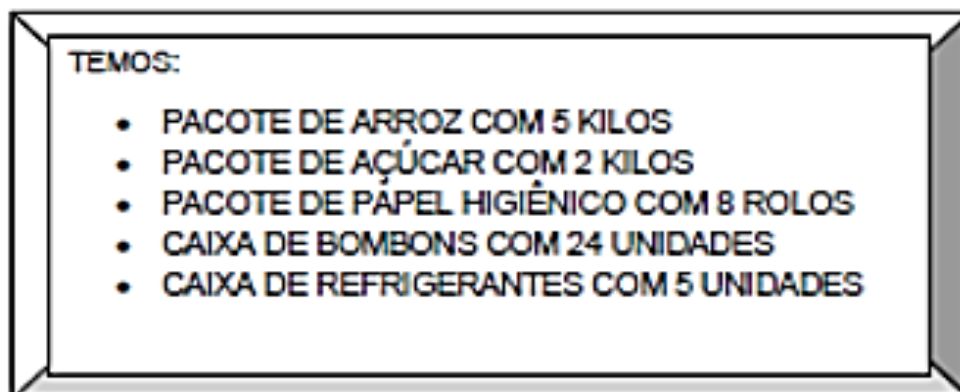 TEMOS:
• PACOTE DE ARROZ COM 5 KILOS
• PACOTE DE AÇÚCAR COM 2 KILOS
• PACOTE DE PAPEL HIGIÊNICO COM 8 ROLOS
• CAIXA DE BOMBONS COM 24 UNIDADES
• CAIXA DE REFRIGERANTES COM 5 UNIDADES